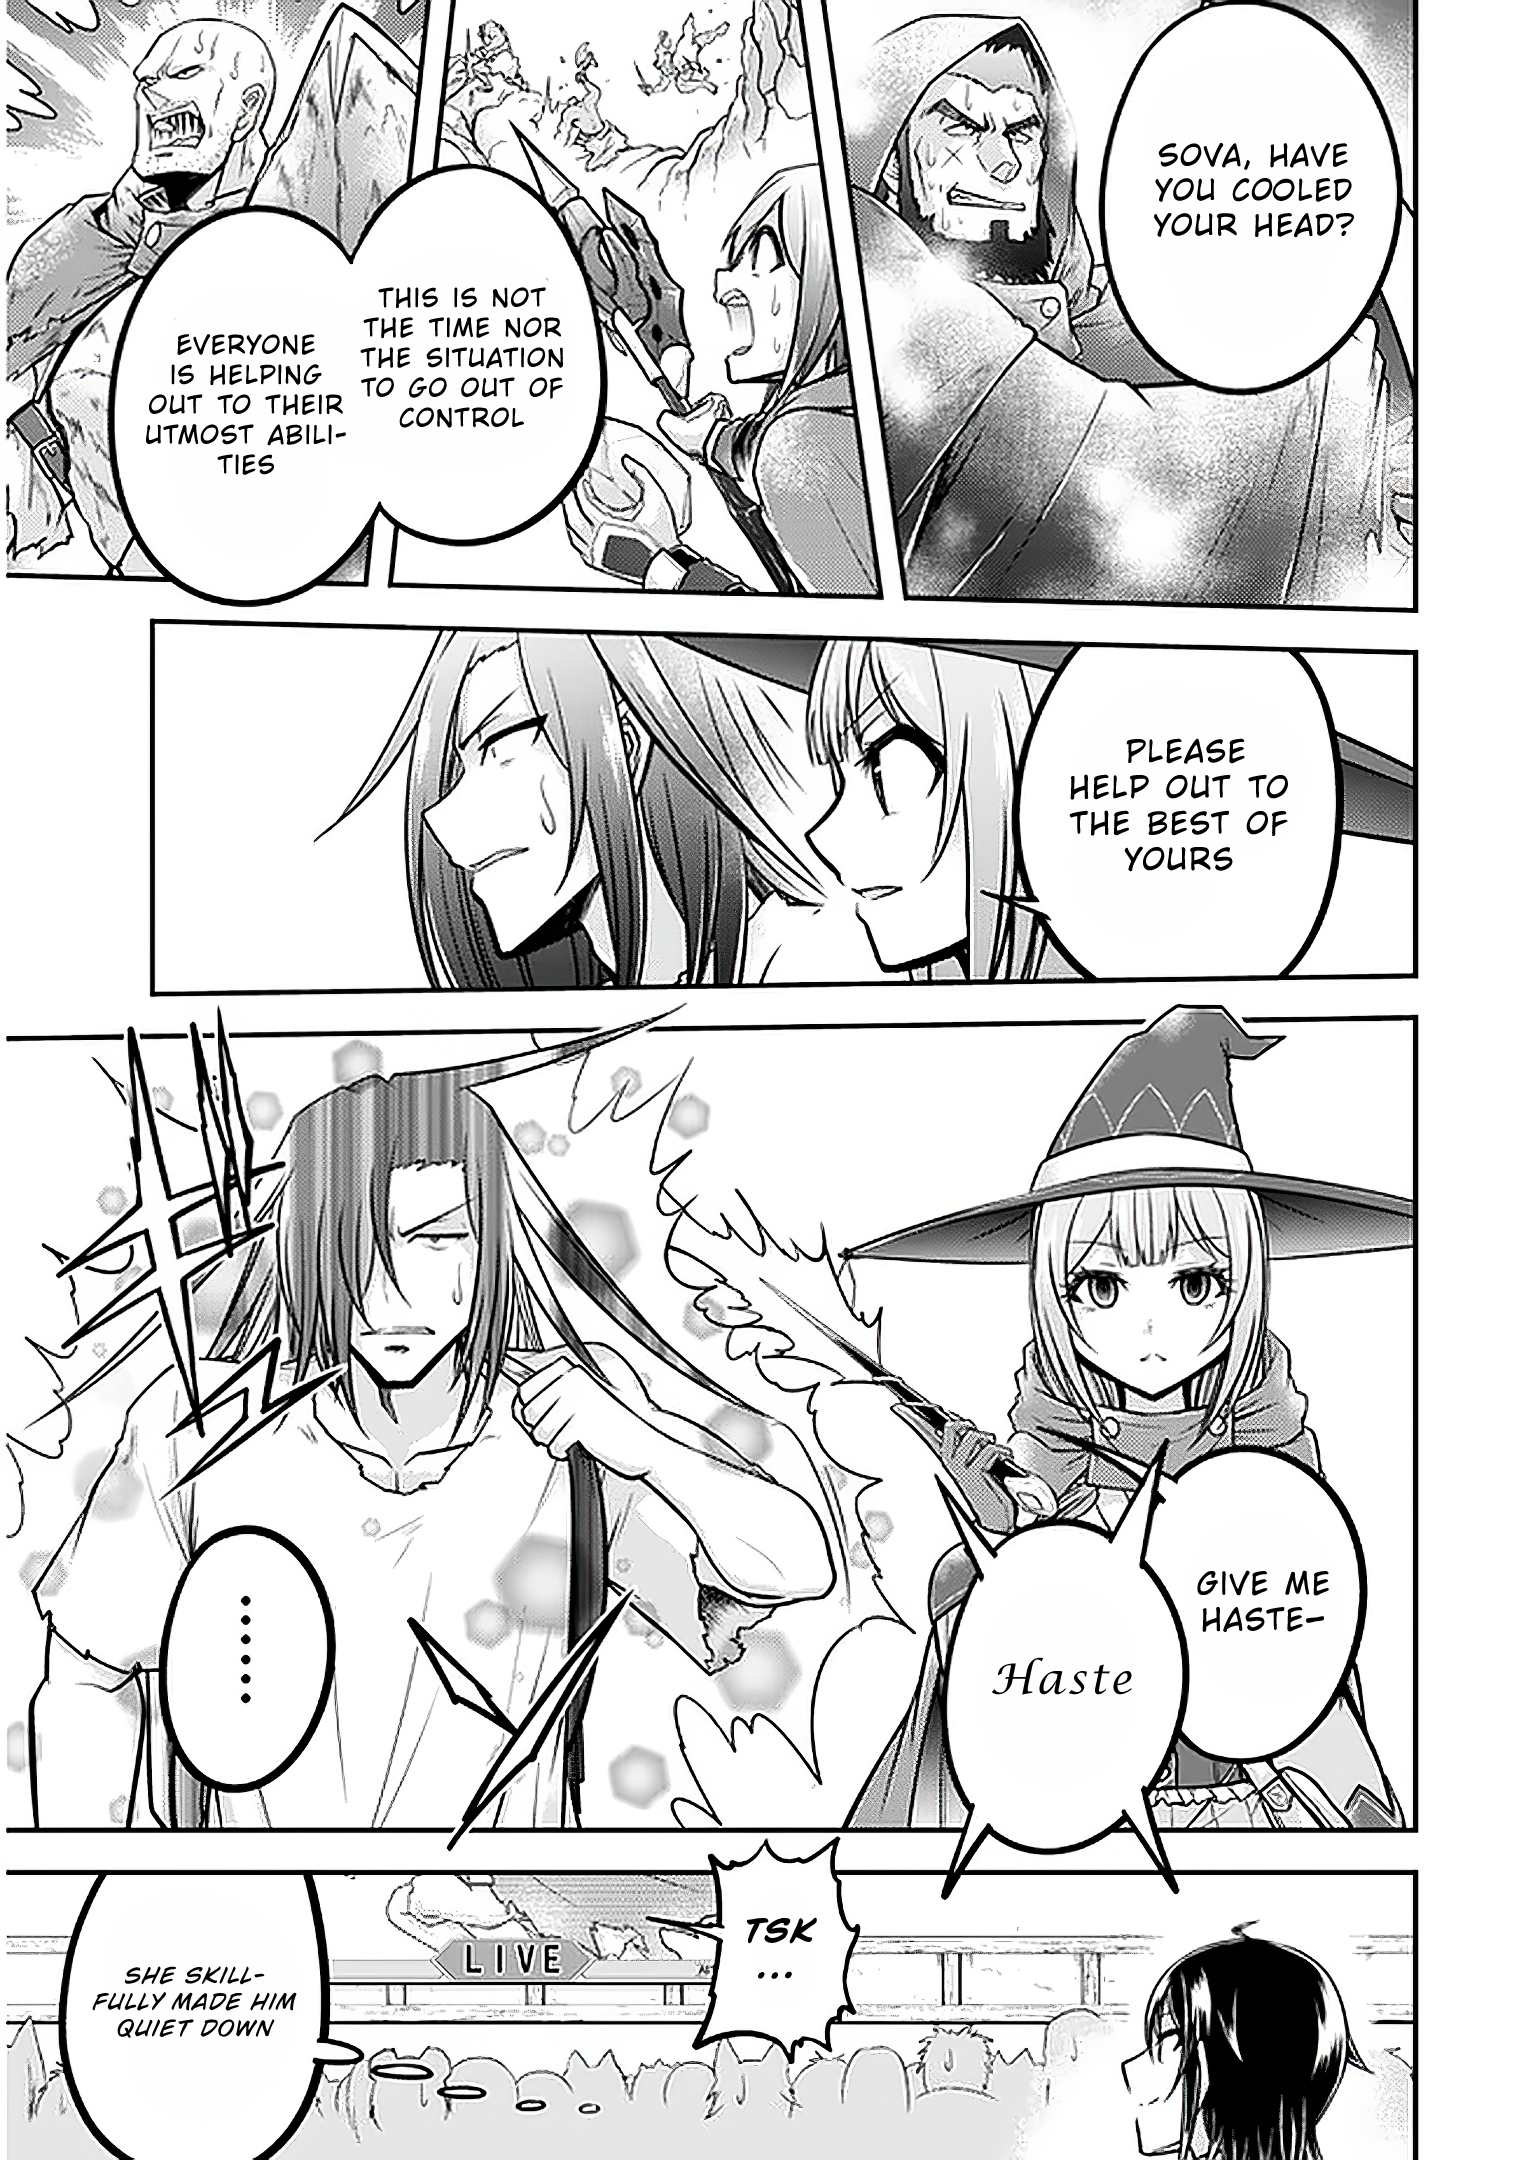 SOVA, HAVE
YOU COOLED
YOUR HEAD?
THIS IS NOT
THE TIME NOR
THE SITUATION
TO GO OUT OF
CONTROL
EVERYONE
IS HELPING
OUT TO THEIR
UTMOST ABILI-
TIES
PLEASE
HELP OUT TO
THE BEST OF
YOURS
GIVE ME
HASTE-
Haste
......
TSK
...
LIVE
SHE SKILL-
FULLY MADE HIM
QUIET DOWN